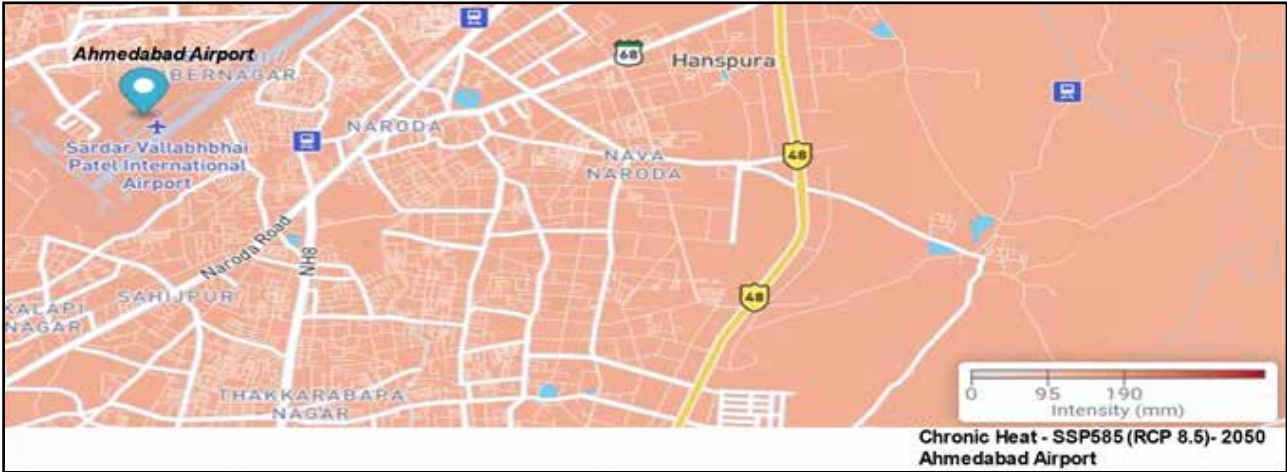 Ahmedabad Airport
BERNAGAR
68
Hanspura
NARODA
Sardar Vallabhbhai
Patel International
Airport
NAVA
NARODA
48
Naroda Road
NH8
48
SAHIJPUR
KALAPI
NAGAR
THAKKARABAPA
NAGAR
0 95 190
Intensity (mm)
Chronic Heat - SSP585 (RCP 8.5)- 2050
Ahmedabad Airport